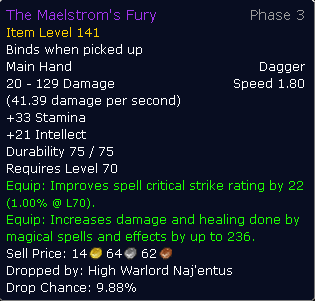 The Maelstrom's Fury Phase 3
Item Level 141
Binds when picked up
Main Hand Dagger
20 - 129 Damage Speed 1.80
(41.39 damage per second)
+33 Stamina
+21 Intellect
Durability 75 / 75
Requires Level 70
Equip: Improves spell critical strike rating by 22
(1.00% @ L70).
Equip: Increases damage and healing done by
magical spells and effects by up to 236.
Sell Price: 14 64 62
Dropped by: High Warlord Naj'entus
Drop Chance: 9.88%